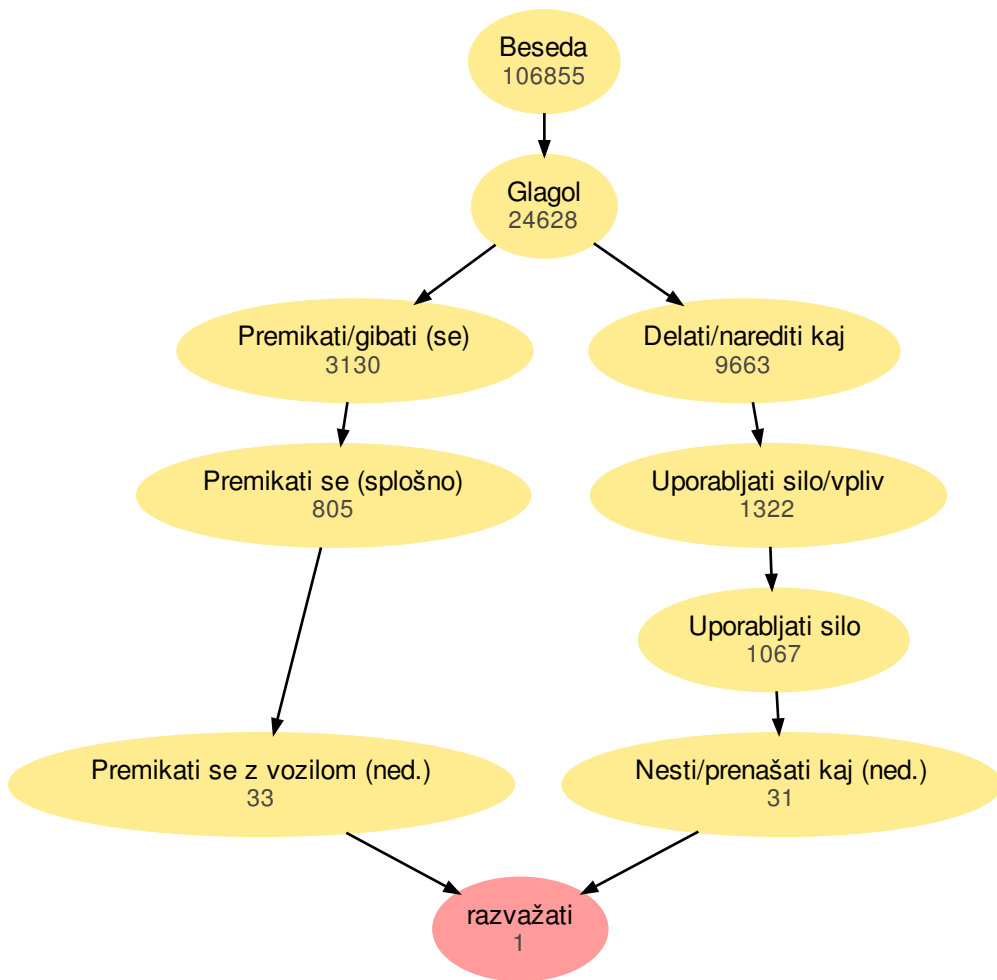 Beseda
106855
Glagol
24628
Premikati/gibati (se)
3130
Delati/narediti kaj
9663
Premikati se (splošno)
805
Uporabljati silo/vpliv
1322
Uporabljati silo
1067
Premikati se z vozilom (ned.)
33
Nesti/prenašati kaj (ned.)
31
razvažati
1